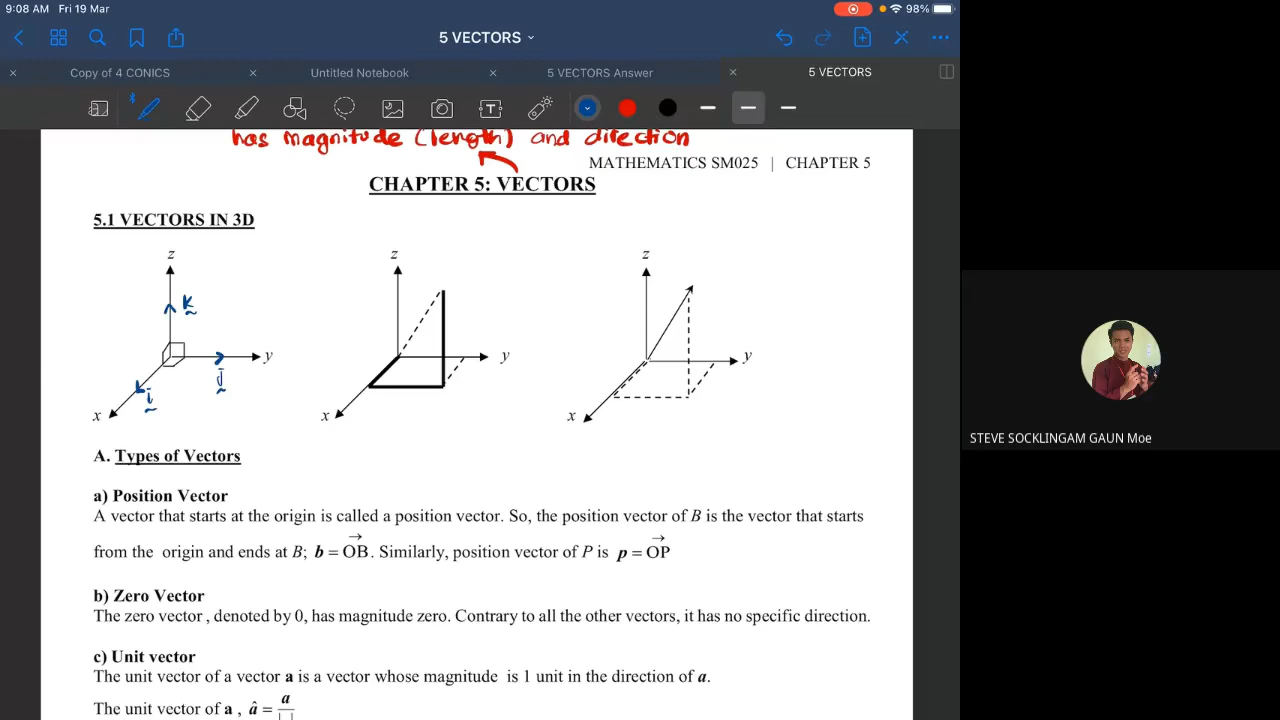 9:08 AM Fri 19 Mar
98%
5 VECTORS
Copy of 4 CONICS
Untitled Notebook
5 VECTORS Answer
5 VECTORS
has magnitude (length) and direction
MATHEMATICS SM025 | CHAPTER 5
CHAPTER 5: VECTORS
5.1 VECTORS IN 3D
z z z
k
y y y
j
i
x x x
A. Types of Vectors
a) Position Vector
A vector that starts at the origin is called a position vector. So, the position vector of B is the vector that starts
from the origin and ends at B; b = OB→. Similarly, position vector of P is p = OP→
b) Zero Vector
The zero vector , denoted by 0, has magnitude zero. Contrary to all the other vectors, it has no specific direction.
c) Unit vector
The unit vector of a vector a is a vector whose magnitude is 1 unit in the direction of a.
The unit vector of a , â = a
STEVE SOCKLINGAM GAUN Moe